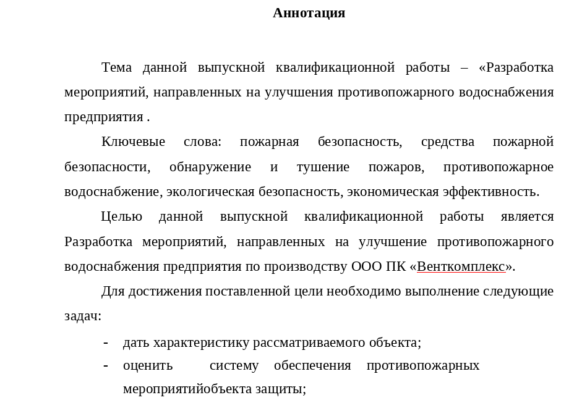 Аннотация
Тема данной выпускной квалификационной работы – «Разработка
мероприятий, направленных на улучшения противопожарного водоснабжения
предприятия .
Ключевые слова: пожарная безопасность, средства пожарной
безопасности, обнаружение и тушение пожаров, противопожарное
водоснабжение, экологическая безопасность, экономическая эффективность.
Целью данной выпускной квалификационной работы является
Разработка мероприятий, направленных на улучшение противопожарного
водоснабжения предприятия по производству ООО ПК «Венткомплекс».
Для достижения поставленной цели необходимо выполнение следующие
задач:
- дать характеристику рассматриваемого объекта;
- оценить систему обеспечения противопожарных
мероприятийобъекта защиты;